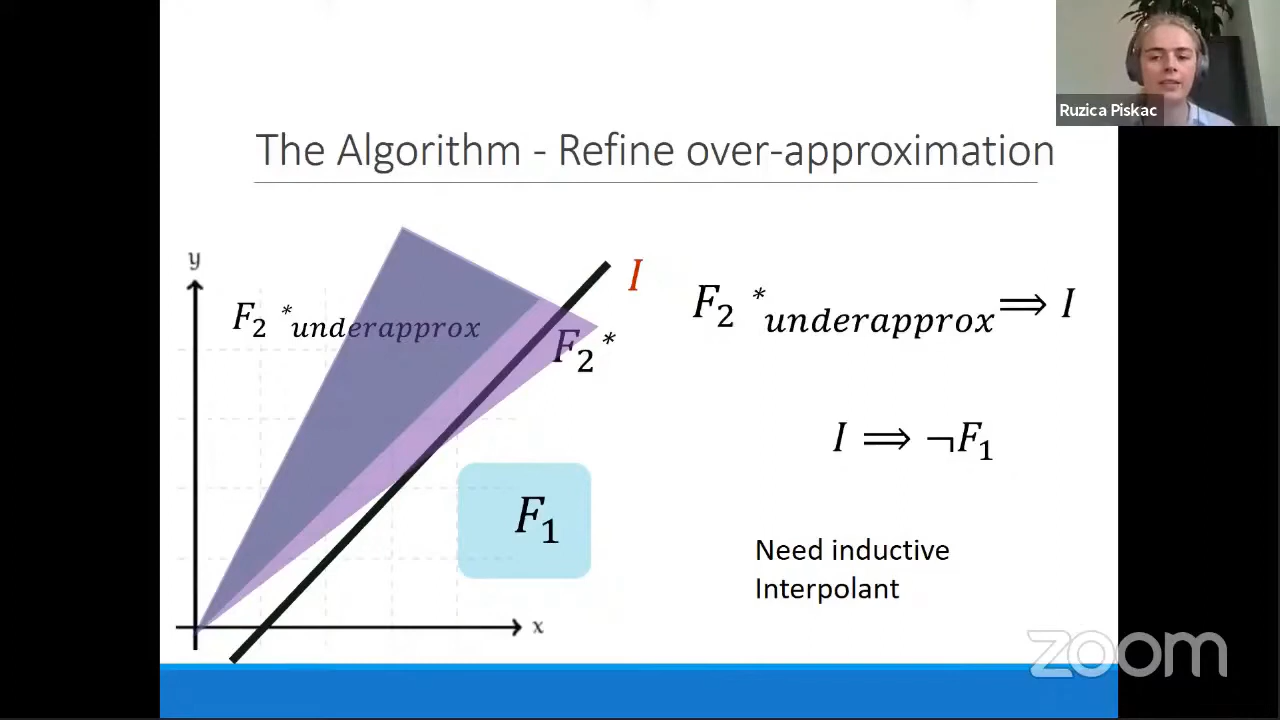 Ruzica Piskac
The Algorithm - Refine over-approximation
y
I
F₂ *underapprox
F₂ *
F₁
x
F₂ *underapprox ⟹ I
I ⟹ ¬F₁
Need inductive
Interpolant
zoom